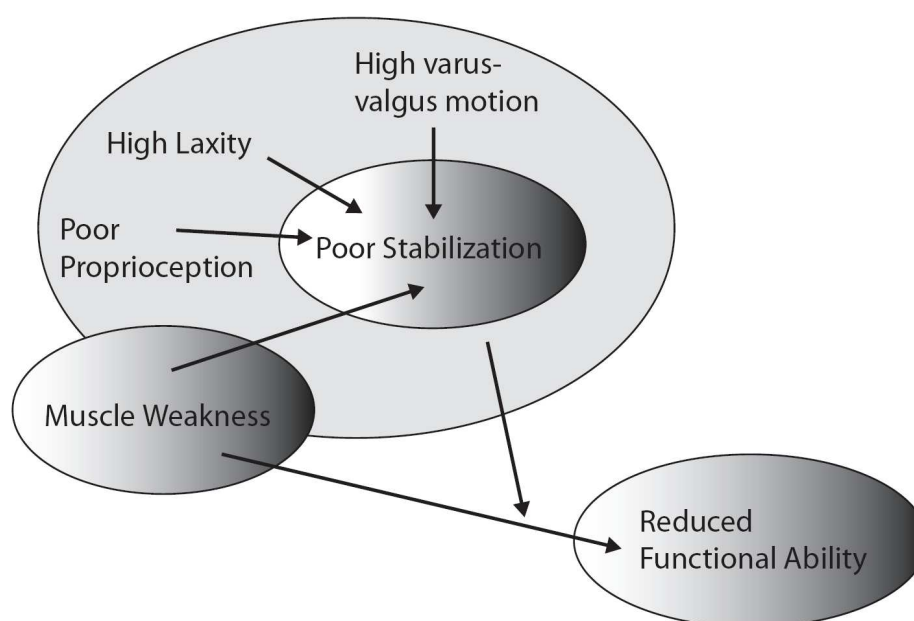 High varus-
valgus motion
High Laxity
Poor
Proprioception
Poor Stabilization
Muscle Weakness
Reduced
Functional Ability